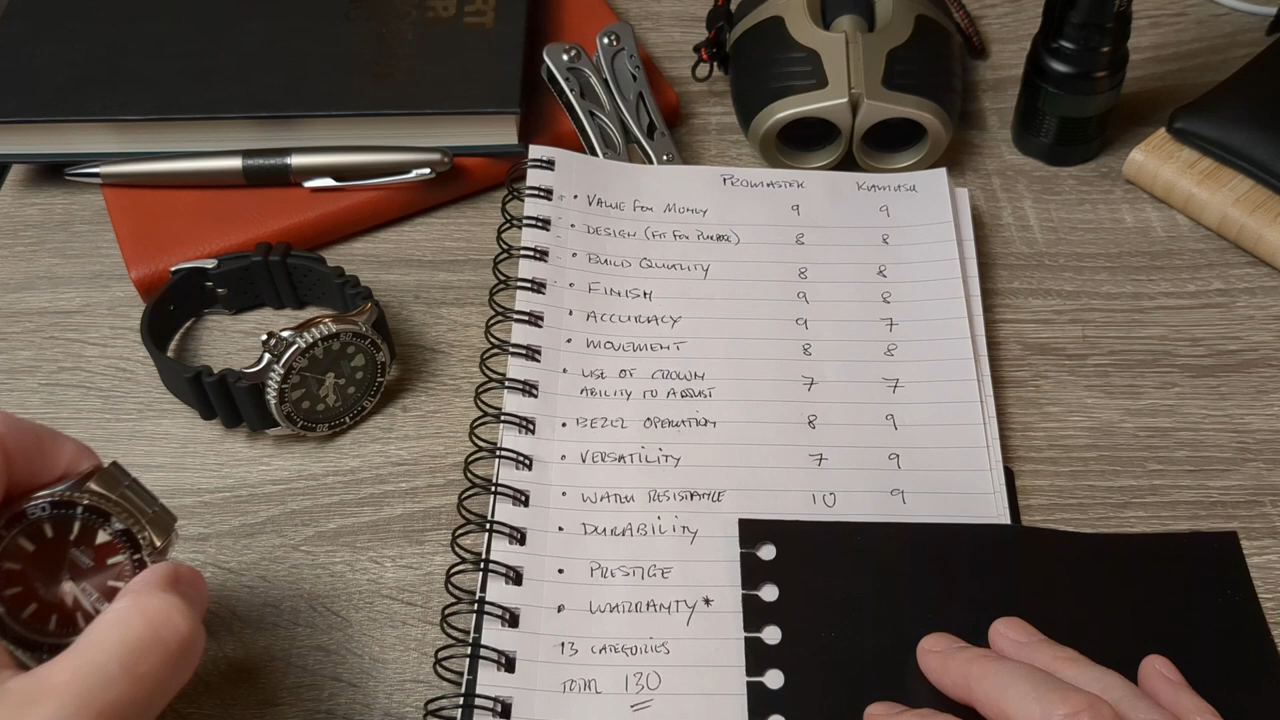 PROMASTER KAMASU
• VALUE FOR MONEY 9 9
• DESIGN (FIT FOR PURPOSE) 8 8
• BUILD QUALITY 8 8
• FINISH 9 8
• ACCURACY 9 7
• MOVEMENT 8 8
• USE OF CROWN
ABILITY TO ADJUST 7 7
• BEZEL OPERATION 8 9
• VERSATILITY 7 9
• WATER RESISTANCE 10 9
• DURABILITY
• PRESTIGE
• WARRANTY*
13 CATEGORIES
TOTAL 130